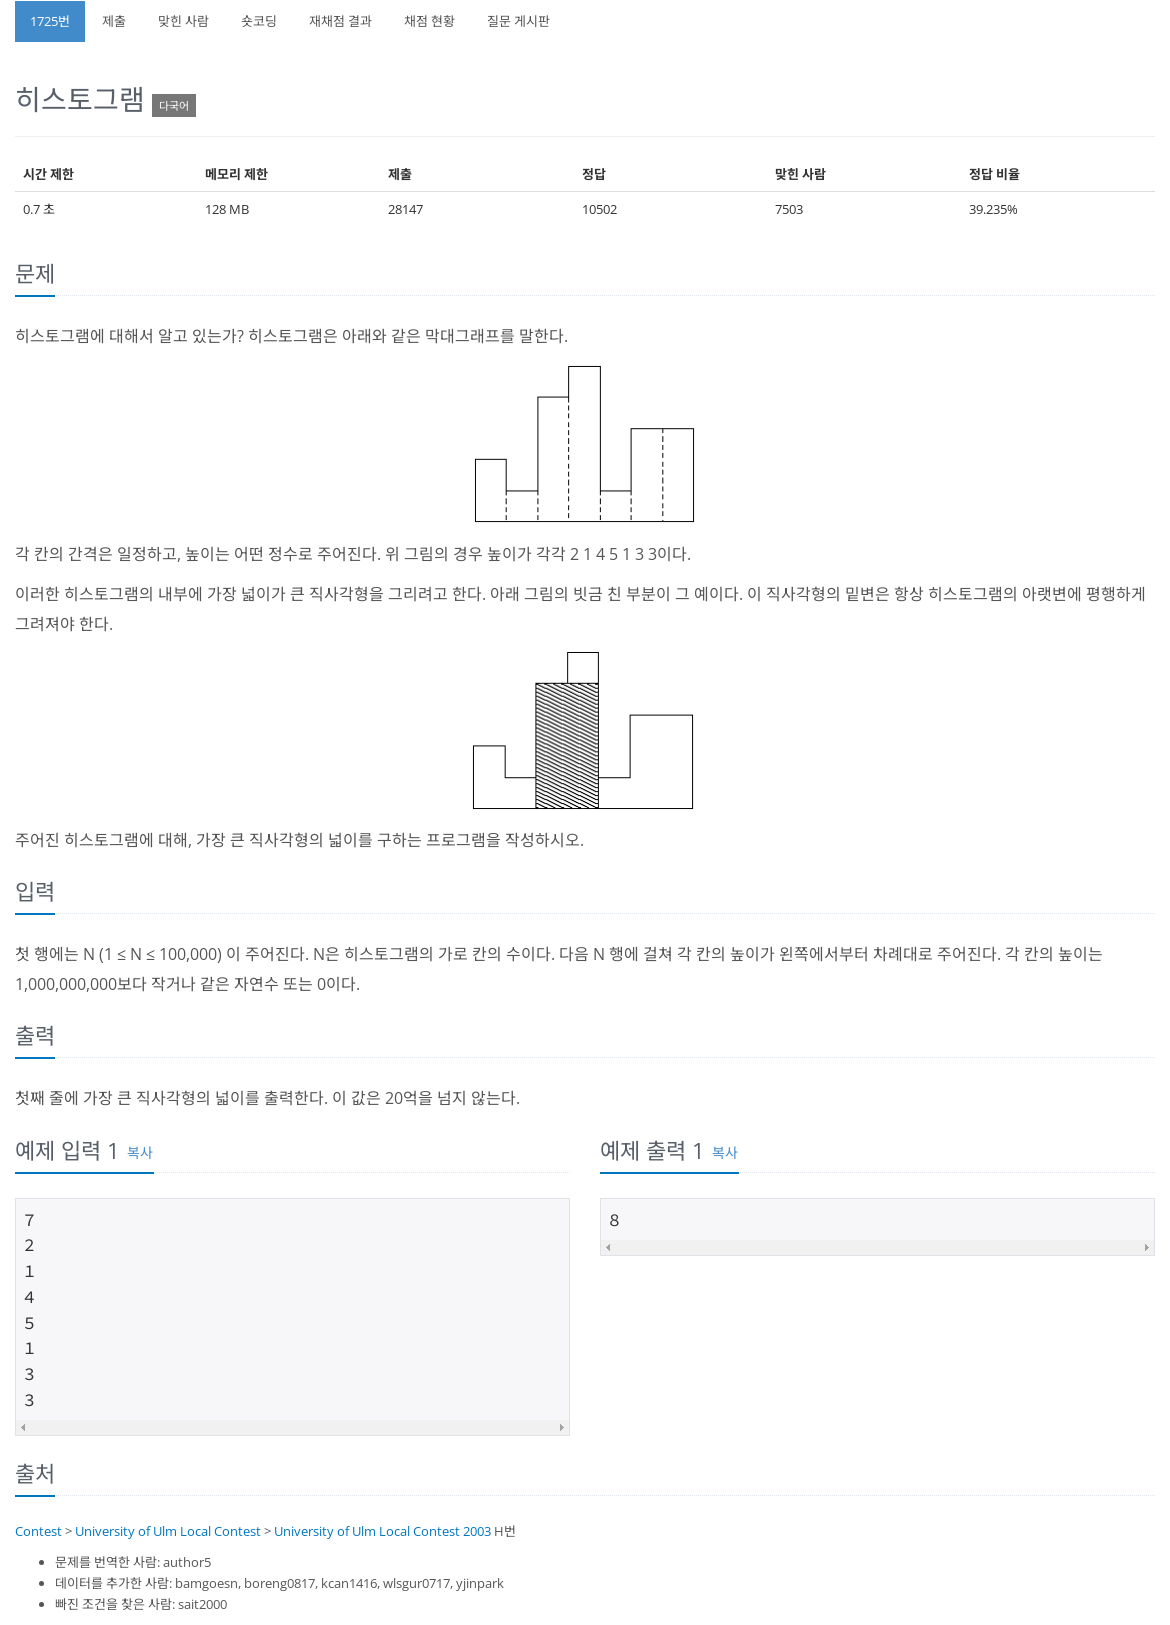 1725번 제출 맞힌 사람 숏코딩 재채점 결과 채점 현황 질문 게시판
히스토그램 다국어
시간 제한 메모리 제한 제출 정답 맞힌 사람 정답 비율
0.7 초 128 MB 28147 10502 7503 39.235%
문제
히스토그램에 대해서 알고 있는가? 히스토그램은 아래와 같은 막대그래프를 말한다.
각 칸의 간격은 일정하고, 높이는 어떤 정수로 주어진다. 위 그림의 경우 높이가 각각 2 1 4 5 1 3 3이다.
이러한 히스토그램의 내부에 가장 넓이가 큰 직사각형을 그리려고 한다. 아래 그림의 빗금 친 부분이 그 예이다. 이 직사각형의 밑변은 항상 히스토그램의 아랫변에 평행하게
그려져야 한다.
주어진 히스토그램에 대해, 가장 큰 직사각형의 넓이를 구하는 프로그램을 작성하시오.
입력
첫 행에는 N (1 ≤ N ≤ 100,000) 이 주어진다. N은 히스토그램의 가로 칸의 수이다. 다음 N 행에 걸쳐 각 칸의 높이가 왼쪽에서부터 차례대로 주어진다. 각 칸의 높이는
1,000,000,000보다 작거나 같은 자연수 또는 0이다.
출력
첫째 줄에 가장 큰 직사각형의 넓이를 출력한다. 이 값은 20억을 넘지 않는다.
예제 입력 1 복사
7
2
1
4
5
1
3
3
예제 출력 1 복사
8
출처
Contest > University of Ulm Local Contest > University of Ulm Local Contest 2003 H번
문제를 번역한 사람: author5
데이터를 추가한 사람: bamgoesn, boreng0817, kcan1416, wlsgur0717, yjinpark
빠진 조건을 찾은 사람: sait2000